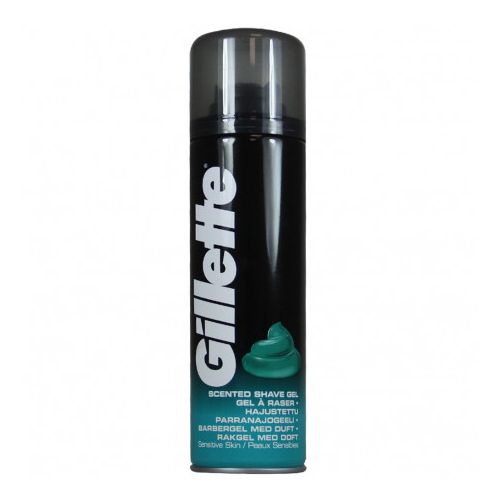 Gillette®
SCENTED SHAVE GEL
GEL À RASER •
HAJUSTETTU
PARRANAJOGEELI •
BARBERGEL MED DUFT •
RAKGEL MED DOFT
Sensitive Skin / Peaux Sensibles